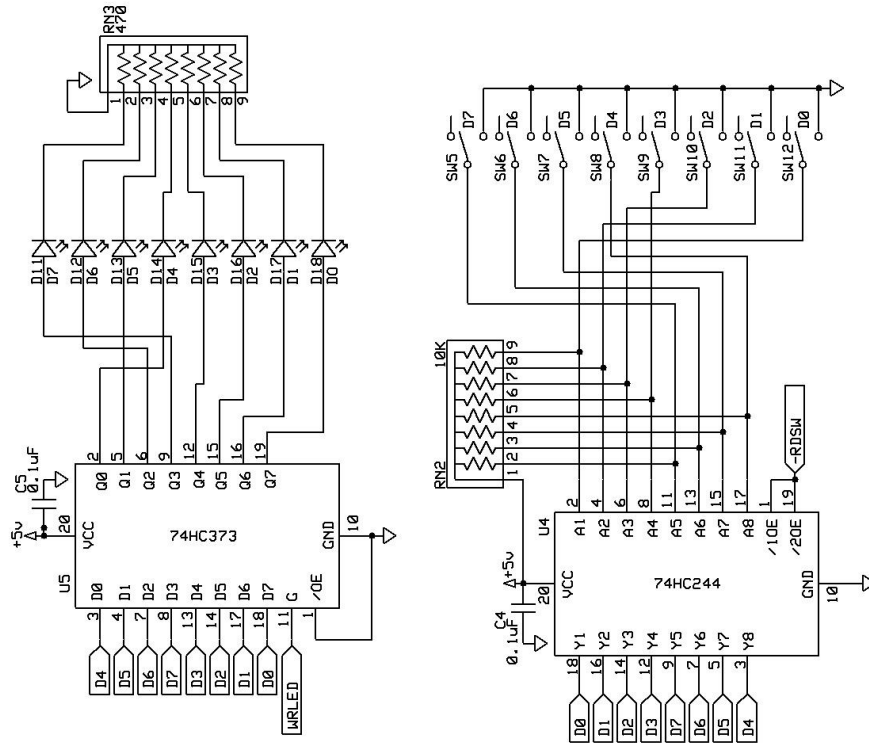 RN3
470
1 2 3 4 5 6 7 8 9
D11 D12 D13 D14 D15 D16 D17 D18
D7 D6 D5 D4 D3 D2 D1 D0
2 5 6 9 12 15 16 19
C5
0.1uF
+5v
20
VCC
Q0 Q1 Q2 Q3 Q4 Q5 Q6 Q7
74HC373
GND
10
U5
D0 D1 D2 D3 D4 D5 D6 D7 G /OE
3 4 7 8 13 14 17 18 11 1
D4 D5 D6 D7 D3 D2 D1 D0 WRLED
D7 D6 D5 D4 D3 D2 D1 D0
SW5 SW6 SW7 SW8 SW9 SW10 SW11 SW12
10K
9
8
7
6
5
4
3
2
1
RN2
-RDSW
2 4 6 8 11 13 15 17 1 19
U4
A1 A2 A3 A4 A5 A6 A7 A8 /1OE /2OE
+5v
20
VCC
74HC244
GND
10
C4
0.1uF
Y1 Y2 Y3 Y4 Y5 Y6 Y7 Y8
18 16 14 12 9 7 5 3
D0 D1 D2 D3 D7 D6 D5 D4